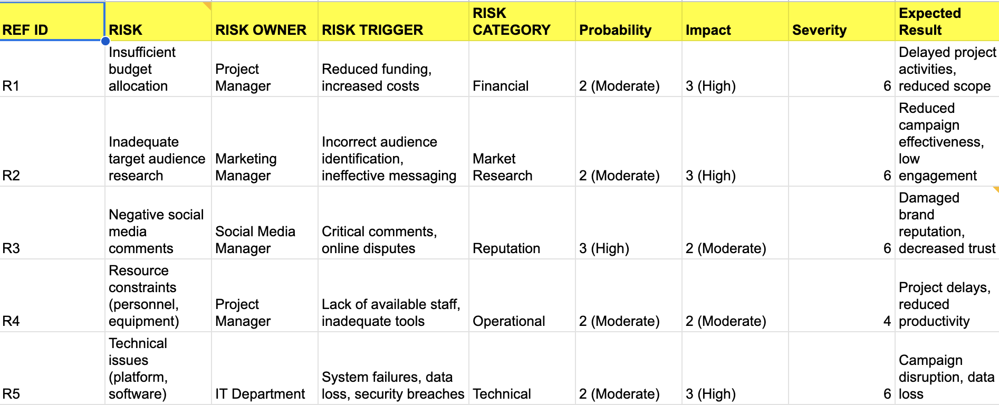 REF ID
RISK
RISK OWNER
RISK TRIGGER
RISK
CATEGORY
Probability
Impact
Severity
Expected
Result
R1
Insufficient
budget
allocation
Project
Manager
Reduced funding,
increased costs
Financial
2 (Moderate)
3 (High)
6
Delayed project
activities,
reduced scope
R2
Inadequate
target audience
research
Marketing
Manager
Incorrect audience
identification,
ineffective messaging
Market
Research
2 (Moderate)
3 (High)
6
Reduced
campaign
effectiveness,
low
engagement
R3
Negative social
media
comments
Social Media
Manager
Critical comments,
online disputes
Reputation
3 (High)
2 (Moderate)
6
Damaged
brand
reputation,
decreased trust
R4
Resource
constraints
(personnel,
equipment)
Project
Manager
Lack of available staff,
inadequate tools
Operational
2 (Moderate)
2 (Moderate)
4
Project delays,
reduced
productivity
R5
Technical
issues
(platform,
software)
IT Department
System failures, data
loss, security breaches
Technical
2 (Moderate)
3 (High)
6
Campaign
disruption, data
loss